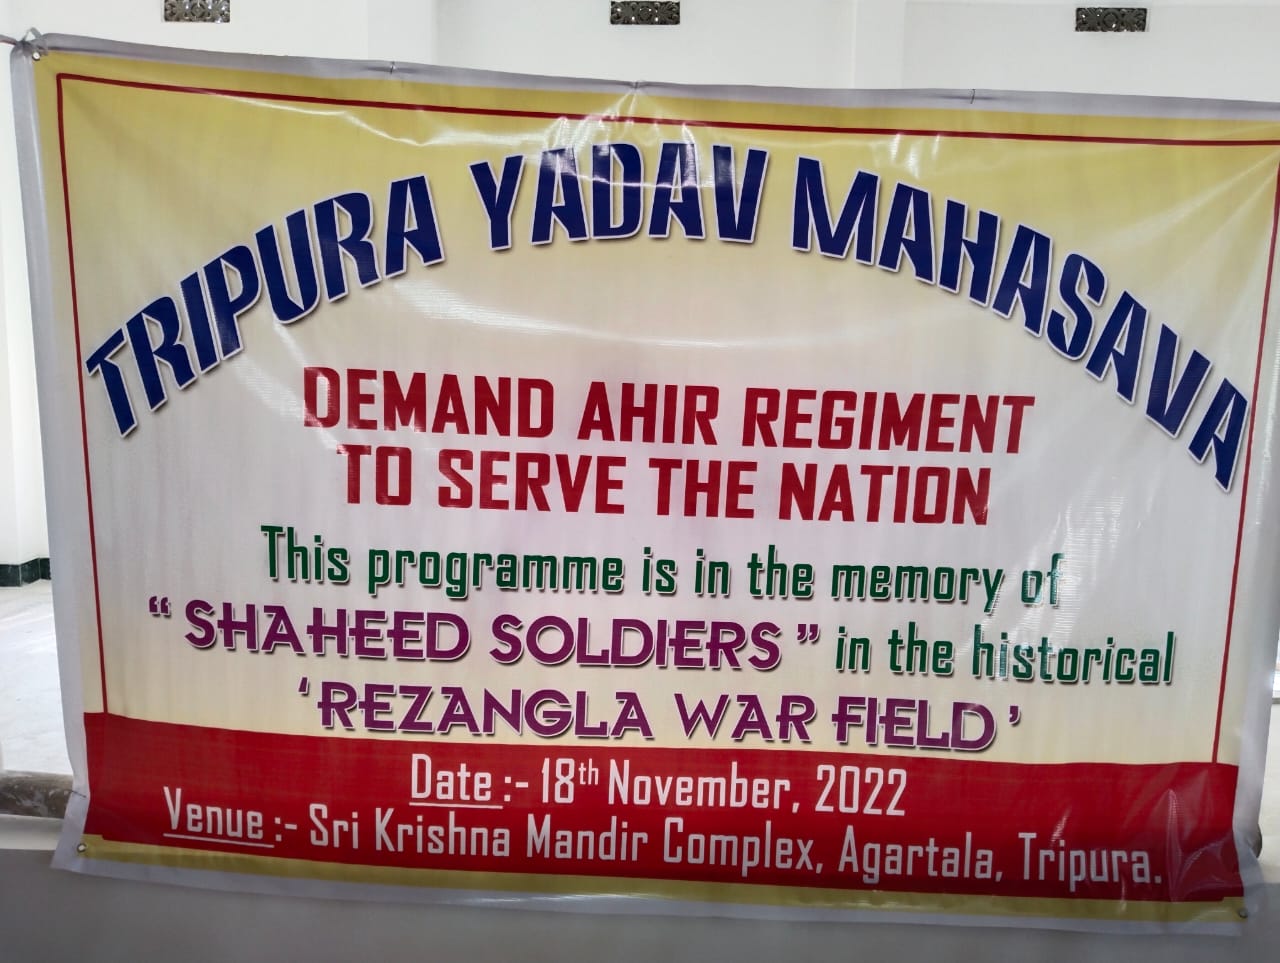 TRIPURA YADAV MAHASAVA
DEMAND AHIR REGIMENT
TO SERVE THE NATION
This programme is in the memory of
“ SHAHEED SOLDIERS ” in the historical
‘REZANGLA WAR FIELD’
Date :- 18th November, 2022
Venue :- Sri Krishna Mandir Complex, Agartala, Tripura.